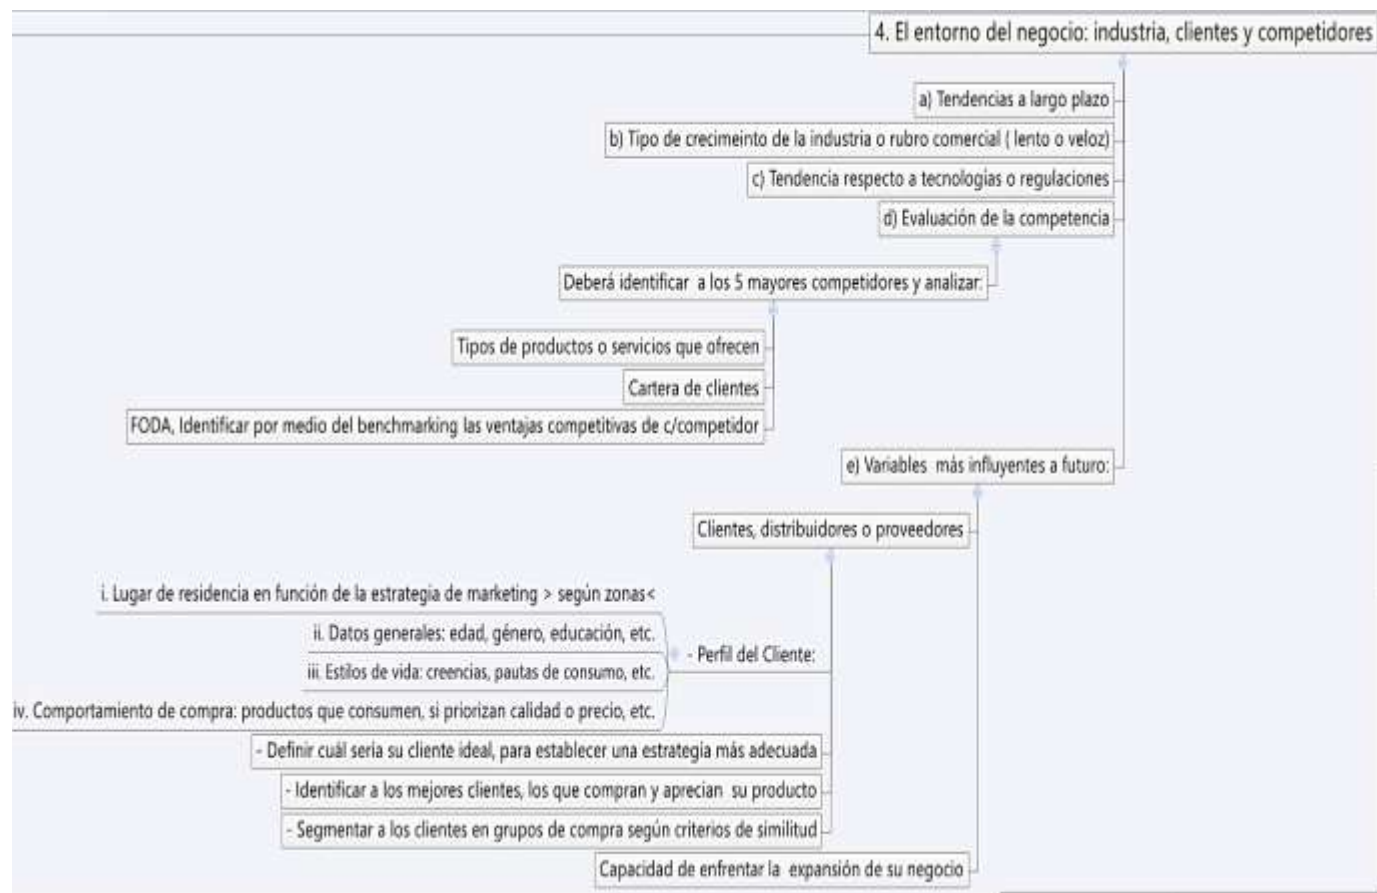 4. El entorno del negocio: industria, clientes y competidores
a) Tendencias a largo plazo
b) Tipo de crecimeinto de la industria o rubro comercial ( lento o veloz)
c) Tendencia respecto a tecnologias o regulaciones
d) Evaluación de la competencia
Deberá identificar a los 5 mayores competidores y analizar:
Tipos de productos o servicios que ofrecen
Cartera de clientes
FODA, Identificar por medio del benchmarking las ventajas competitivas de c/competidor
e) Variables más influyentes a futuro:
Clientes, distribuidores o proveedores
- Perfil del Cliente:
i. Lugar de residencia en función de la estrategia de marketing > según zonas<
ii. Datos generales: edad, género, educación, etc.
iii. Estilos de vida: creencias, pautas de consumo, etc.
iv. Comportamiento de compra: productos que consumen, si priorizan calidad o precio, etc.
- Definir cuál seria su cliente ideal, para establecer una estrategia más adecuada
- Identificar a los mejores clientes, los que compran y aprecian su producto
- Segmentar a los clientes en grupos de compra según criterios de similitud
Capacidad de enfrentar la expansión de su negocio